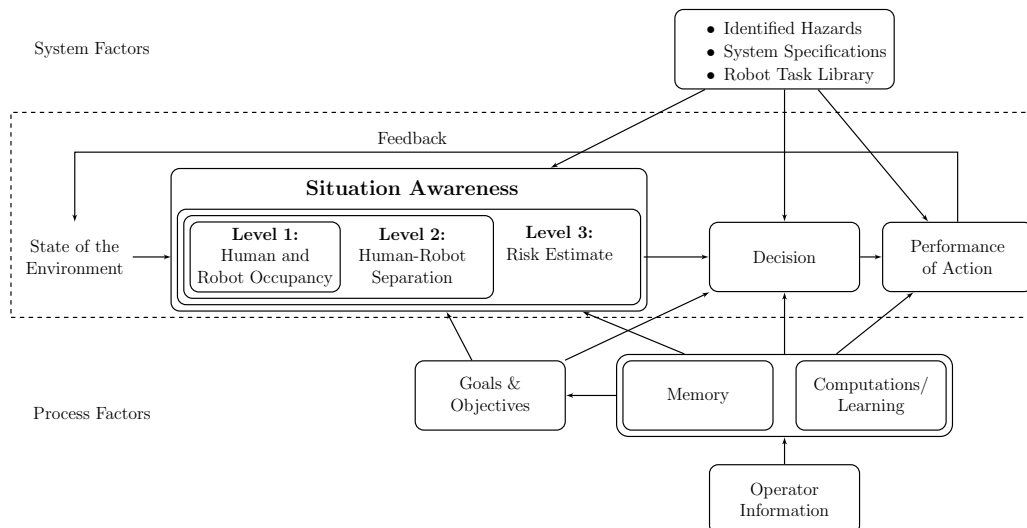 • Identified Hazards
• System Specifications
• Robot Task Library
System Factors
Feedback
Situation Awareness
Level 1:
Human and
Robot Occupancy
Level 2:
Human-Robot
Separation
Level 3:
Risk Estimate
State of the
Environment
Decision
Performance
of Action
Goals &
Objectives
Memory
Computations/
Learning
Process Factors
Operator
Information